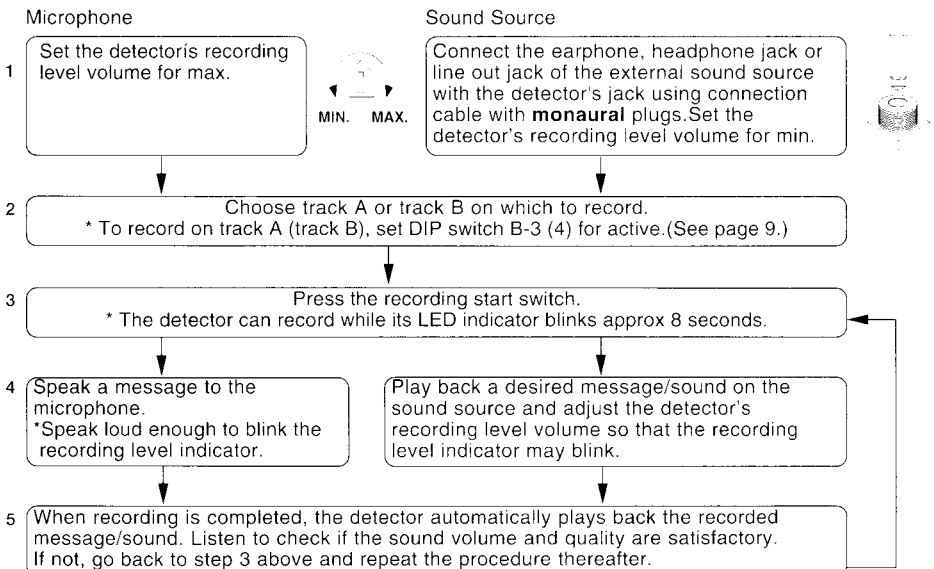 Microphone
Sound Source
1
Set the detectorís recording
level volume for max.
MIN. MAX.
Connect the earphone, headphone jack or
line out jack of the external sound source
with the detector's jack using connection
cable with monaural plugs.Set the
detector's recording level volume for min.
2
Choose track A or track B on which to record.
* To record on track A (track B), set DIP switch B-3 (4) for active.(See page 9.)
3
Press the recording start switch.
* The detector can record while its LED indicator blinks approx 8 seconds.
4
Speak a message to the
microphone.
*Speak loud enough to blink the
recording level indicator.
Play back a desired message/sound on the
sound source and adjust the detector's
recording level volume so that the recording
level indicator may blink.
5
When recording is completed, the detector automatically plays back the recorded
message/sound. Listen to check if the sound volume and quality are satisfactory.
If not, go back to step 3 above and repeat the procedure thereafter.